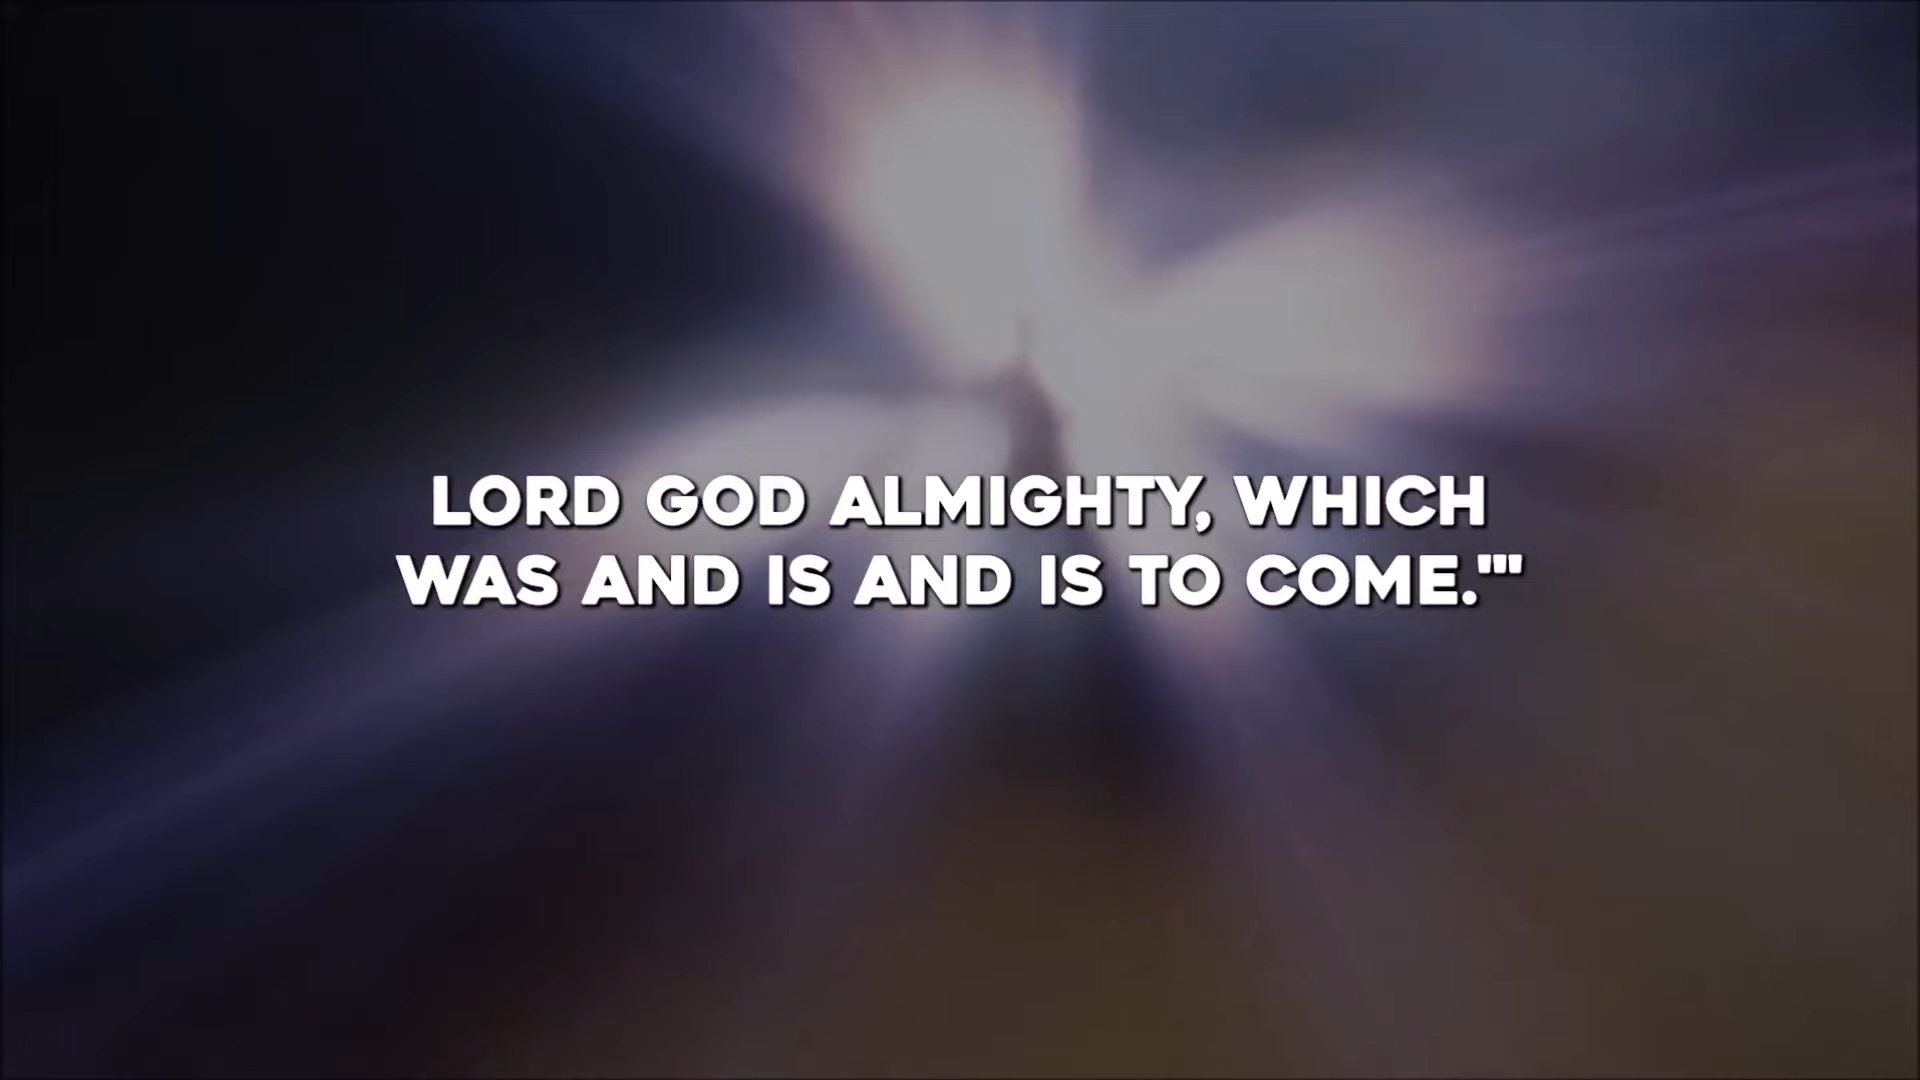 LORD GOD ALMIGHTY, WHICH
WAS AND IS AND IS TO COME."'